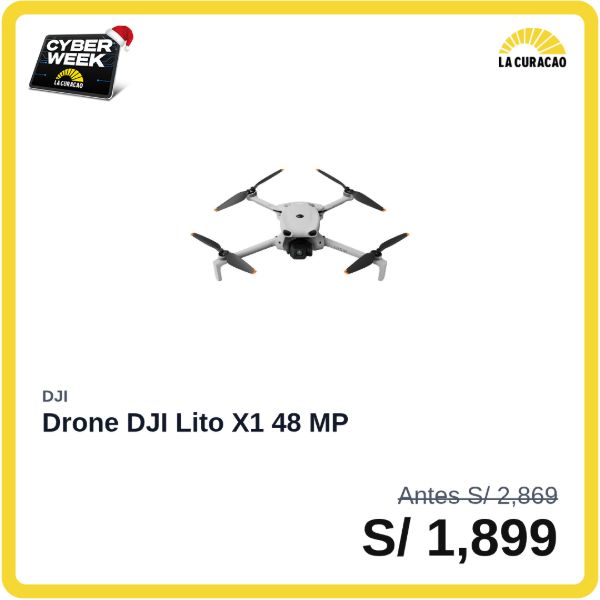 CYBER
WEEK
LA CURACAO
LA CURACAO
DJI
Drone DJI Lito X1 48 MP
Antes S/ 2,869
S/ 1,899